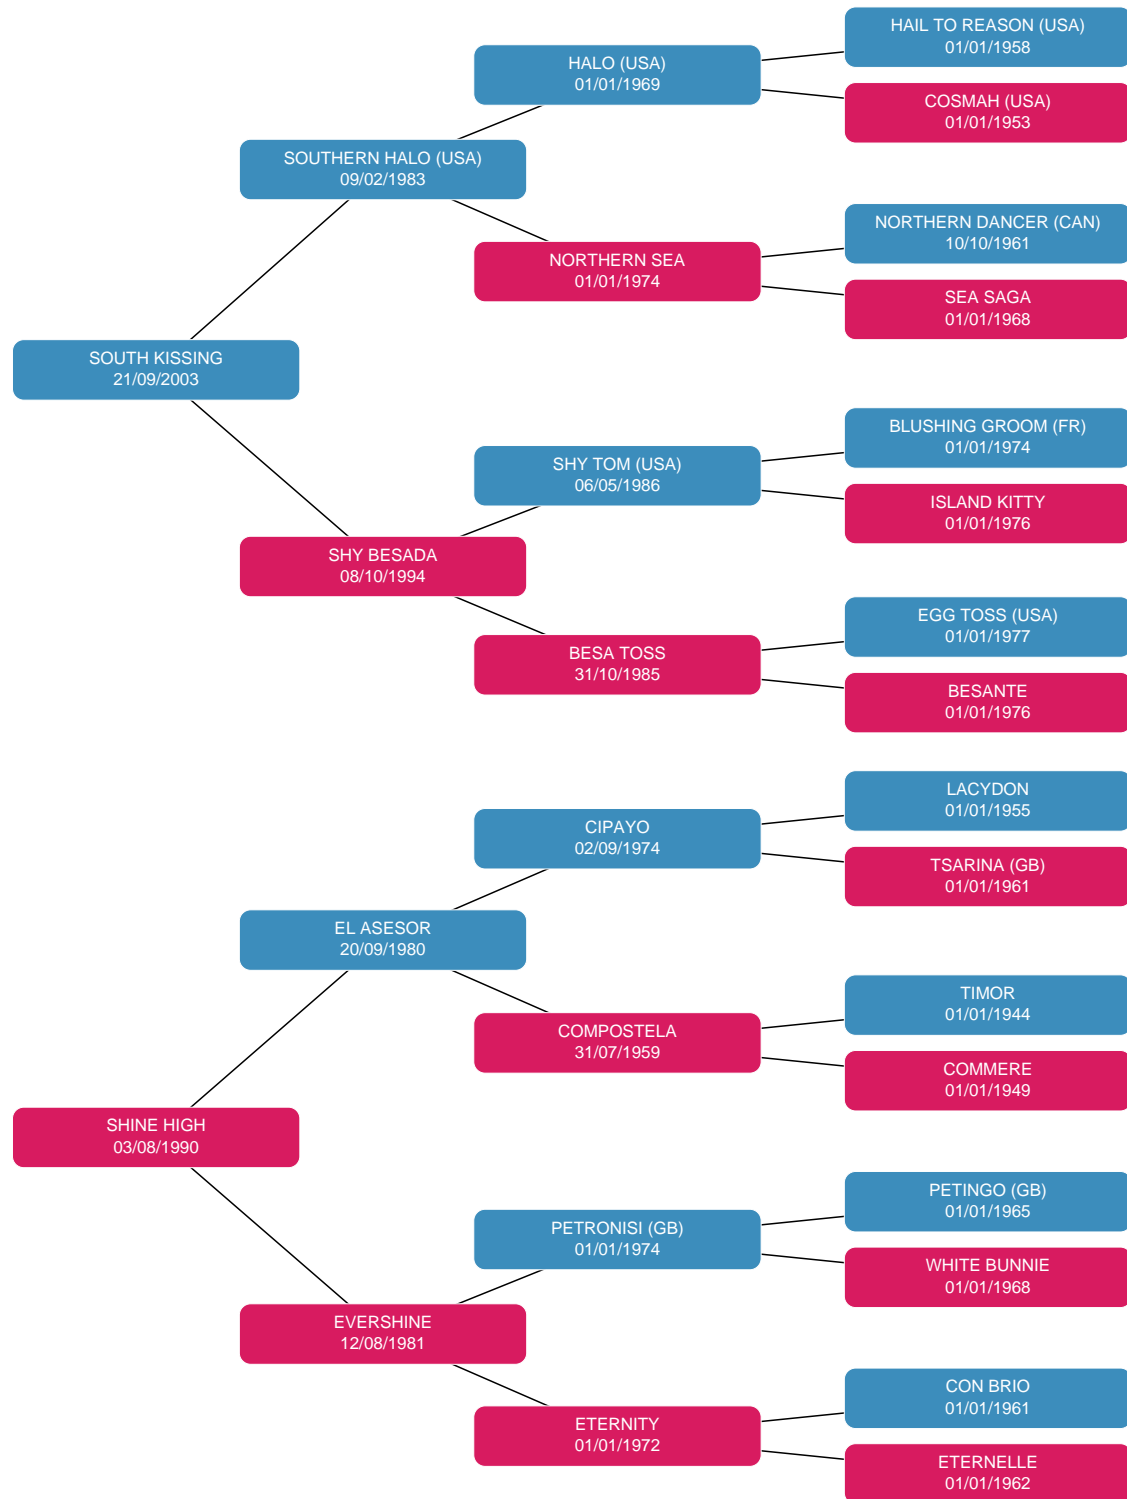 HAIL TO REASON (USA)
01/01/1958
HALO (USA)
01/01/1969
COSMAH (USA)
01/01/1953
SOUTHERN HALO (USA)
09/02/1983
NORTHERN DANCER (CAN)
10/10/1961
NORTHERN SEA
01/01/1974
SEA SAGA
01/01/1968
SOUTH KISSING
21/09/2003
BLUSHING GROOM (FR)
01/01/1974
SHY TOM (USA)
06/05/1986
ISLAND KITTY
01/01/1976
SHY BESADA
08/10/1994
EGG TOSS (USA)
01/01/1977
BESA TOSS
31/10/1985
BESANTE
01/01/1976
LACYDON
01/01/1955
CIPAYO
02/09/1974
TSARINA (GB)
01/01/1961
EL ASESOR
20/09/1980
TIMOR
01/01/1944
COMPOSTELA
31/07/1959
COMMERE
01/01/1949
SHINE HIGH
03/08/1990
PETINGO (GB)
01/01/1965
PETRONISI (GB)
01/01/1974
WHITE BUNNIE
01/01/1968
EVERSHINE
12/08/1981
CON BRIO
01/01/1961
ETERNITY
01/01/1972
ETERNELLE
01/01/1962